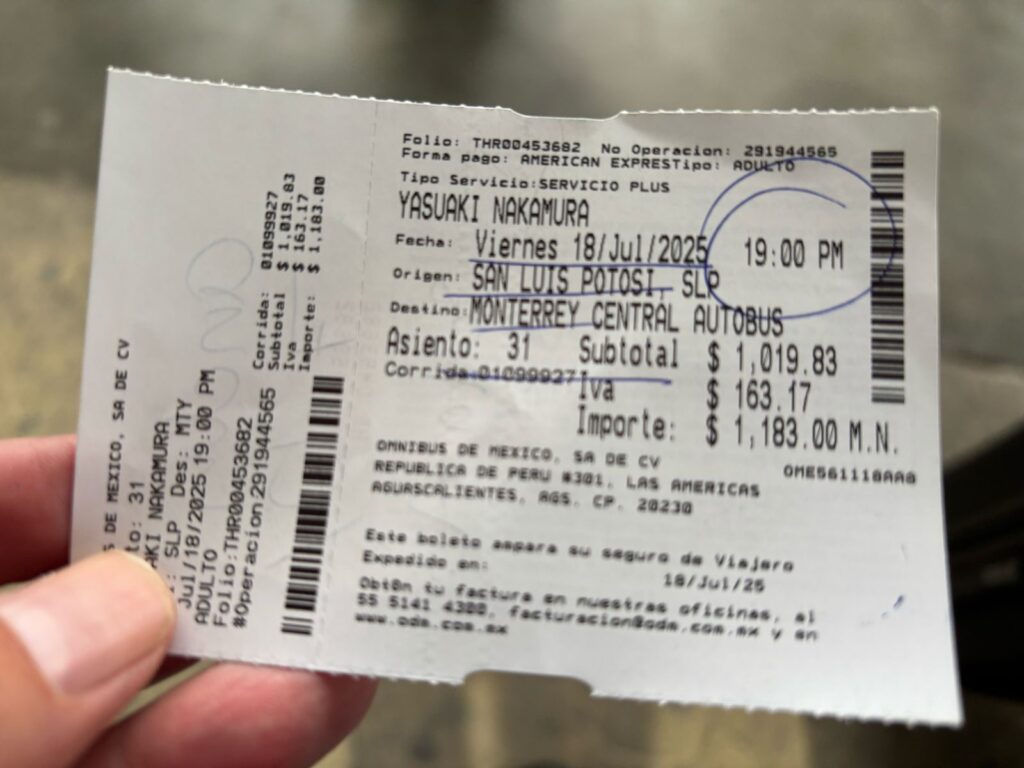 Folio: THR00453682 No Operacion: 291944565
Forma pago: AMERICAN EXPRESTipo: ADULTO
Tipo Servicio:SERVICIO PLUS
YASUAKI NAKAMURA
Fecha: Viernes 18/Jul/2025 19:00 PM
Origen: SAN LUIS POTOSI, SLP
Destino: MONTERREY CENTRAL AUTOBUS
Asiento: 31 Subtotal $ 1,019.83
Corrida:01099927 Iva $ 163.17
Importe: $ 1,183.00 M.N.
OMNIBUS DE MEXICO, SA DE CV
REPUBLICA DE PERU #301, LAS AMERICAS
AGUASCALIENTES, AGS. CP. 20230
Este boleto ampara su seguro de Viajero
Expedido en: 18/Jul/25
Obtén tu factura en nuestras oficinas, al
55 5141 4300, facturacion@odm.com.mx y en
www.odm.com.mx
DE MEXICO, SA DE CV
to: 31
AKI NAKAMURA
: SLP Des: MTY
Jul/18/2025 19:00 PM
ADULTO
Folio:THR00453682
#Operacion 291944565
Corrida: 01099927
Subtotal $ 1,019.83
Iva $ 163.17
Importe: $ 1,183.00